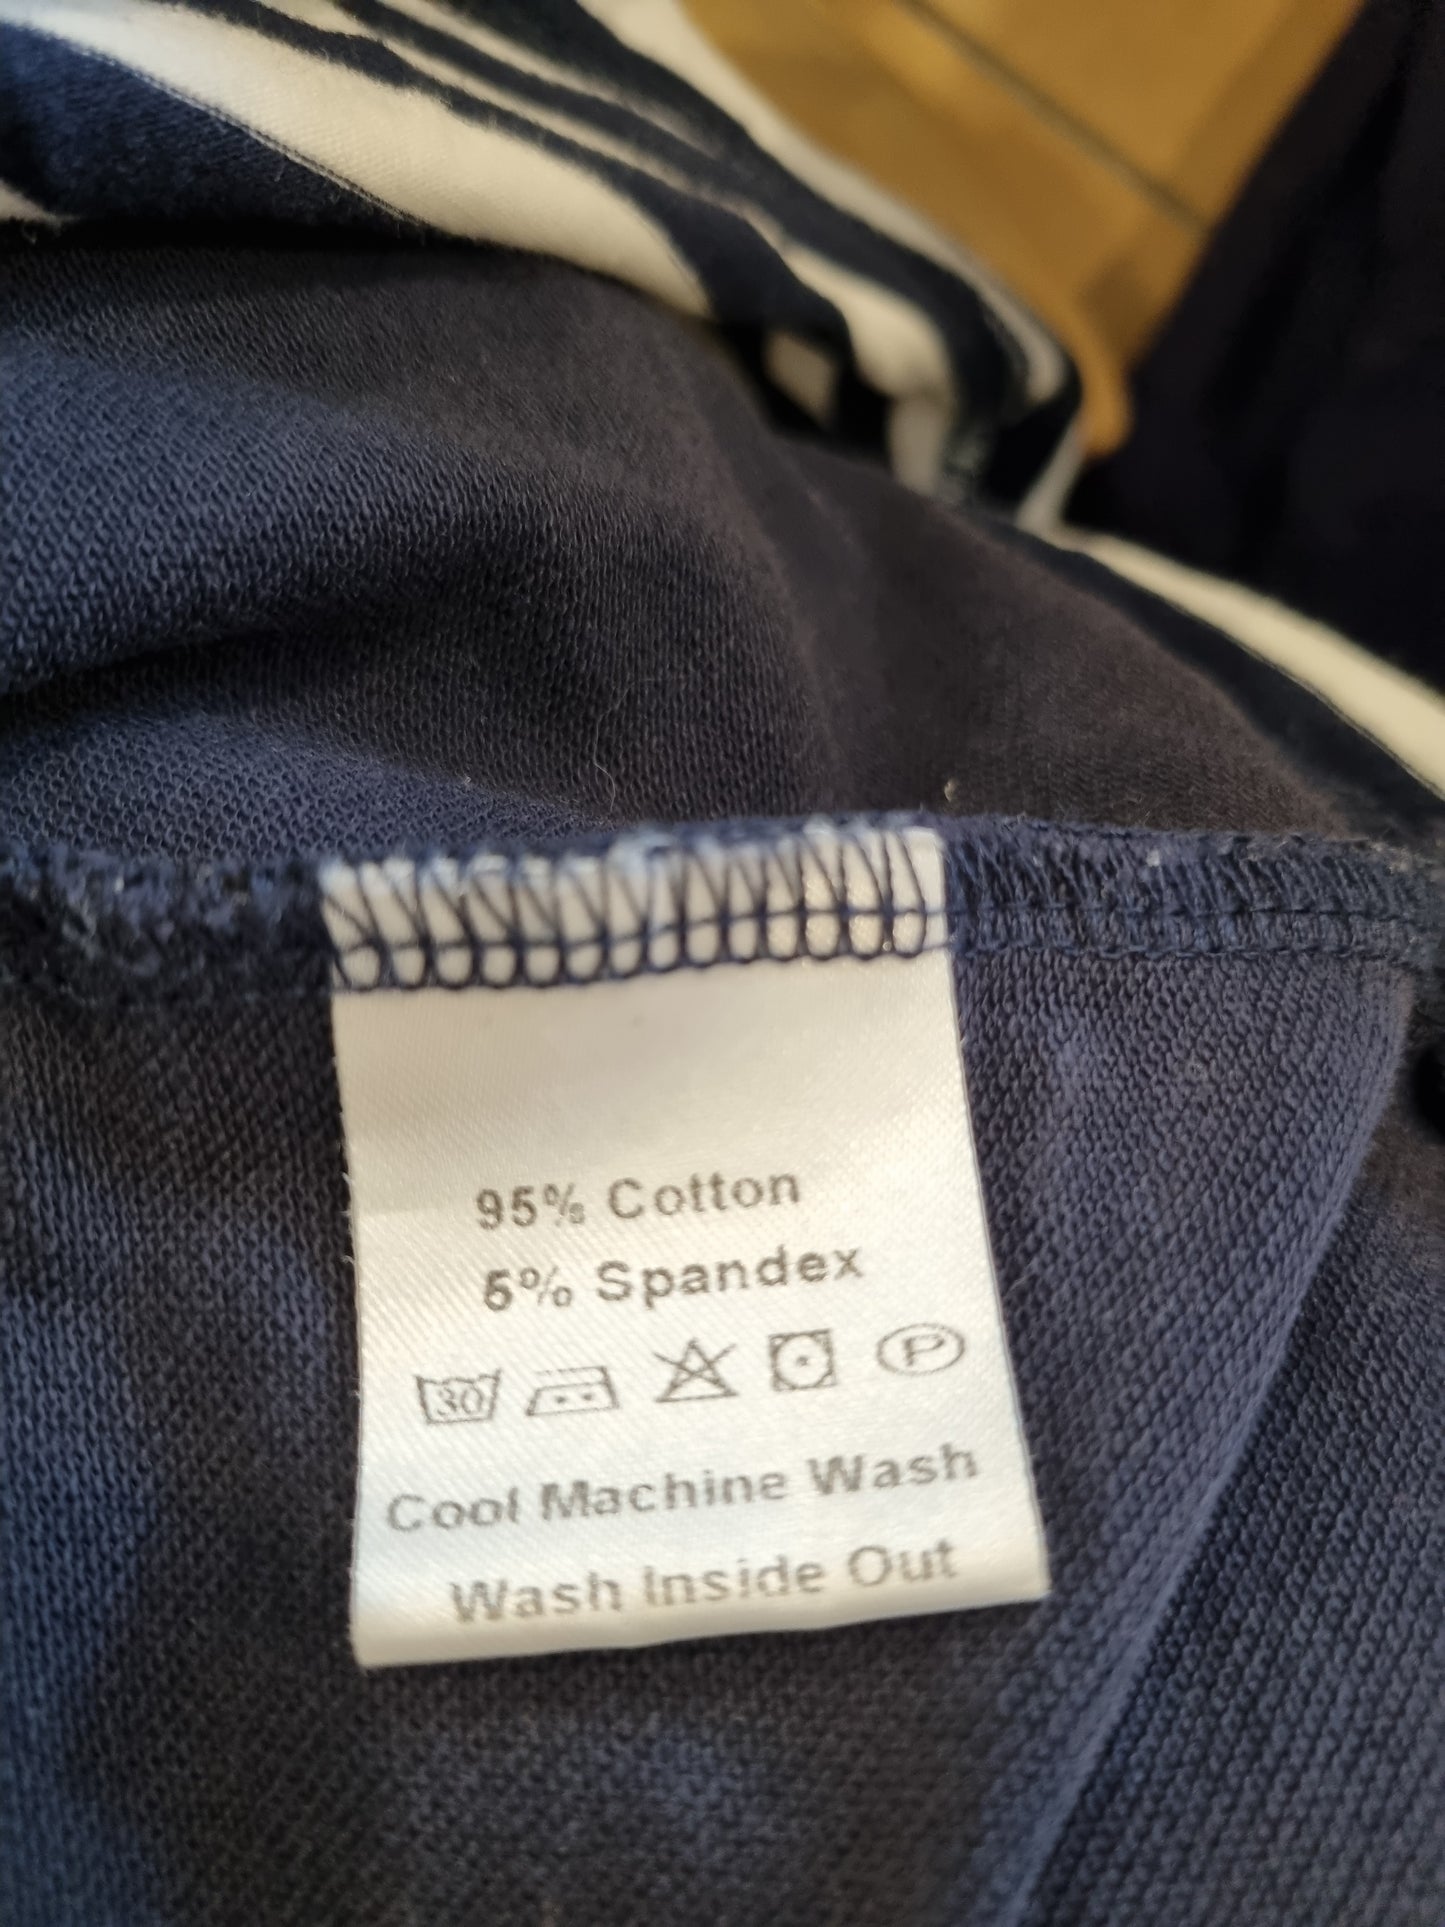 95% Cotton
5% Spandex
30 P
Cool Machine Wash
Wash Inside Out